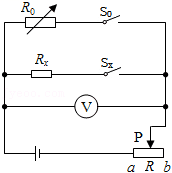 R₀ S₀
Rₓ Sₓ
V
P
a R b